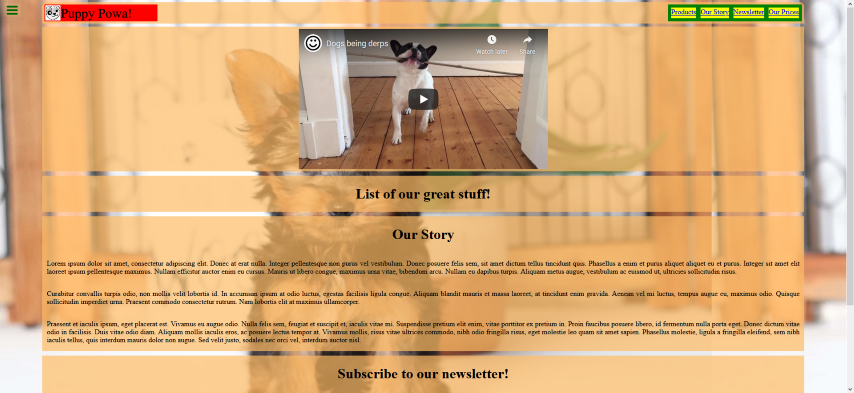 Puppy Powa!
Products Our Story Newsletter Our Prices
Dogs being derps
Watch later Share
List of our great stuff!
Our Story
Lorem ipsum dolor sit amet, consectetur adipiscing elit. Donec at erat nulla. Integer pellentesque non purus vel vestibulum. Donec posuere felis sem, sit amet dictum tellus tincidunt quis. Phasellus a enim et purus aliquet aliquet eu et purus. Integer sit amet elit
laoreet ipsum pellentesque maximus. Nullam efficitur auctor enim eu cursus. Mauris ut libero congue, maximus urna vitae, bibendum arcu. Nullam eu dapibus turpis. Aliquam metus augue, vestibulum ac euismod ut, ultricies sollicitudin risus.
Curabitur convallis turpis odio, non mollis velit lobortis id. In accumsan ipsum at odio luctus, egestas facilisis ligula congue. Aliquam blandit mauris et massa laoreet, at tincidunt enim gravida. Aenean vel mi luctus, tempus augue eu, maximus odio. Quisque
sollicitudin imperdiet urna. Praesent commodo consectetur rutrum. Nam lobortis elit at maximus ullamcorper.
Praesent et iaculis ipsum, eget placerat est. Vivamus eu augue odio. Nulla felis sem, feugiat et suscipit et, iaculis vitae mi. Suspendisse pretium elit enim, vitae porttitor ex pretium in. Proin faucibus posuere libero, id fermentum nulla porta eget. Donec dictum vitae
odio in facilisis. Duis vitae odio diam. Aliquam mollis iaculis eros, ac posuere lectus tempor at. Vivamus mollis, risus vitae ultrices commodo, nibh odio fringilla risus, eget molestie leo quam sit amet sapien. Phasellus molestie, ligula a fringilla eleifend, sem nibh
iaculis tellus, quis interdum mauris dolor non augue. Sed velit justo, sodales nec orci vel, interdum auctor nisl.
Subscribe to our newsletter!